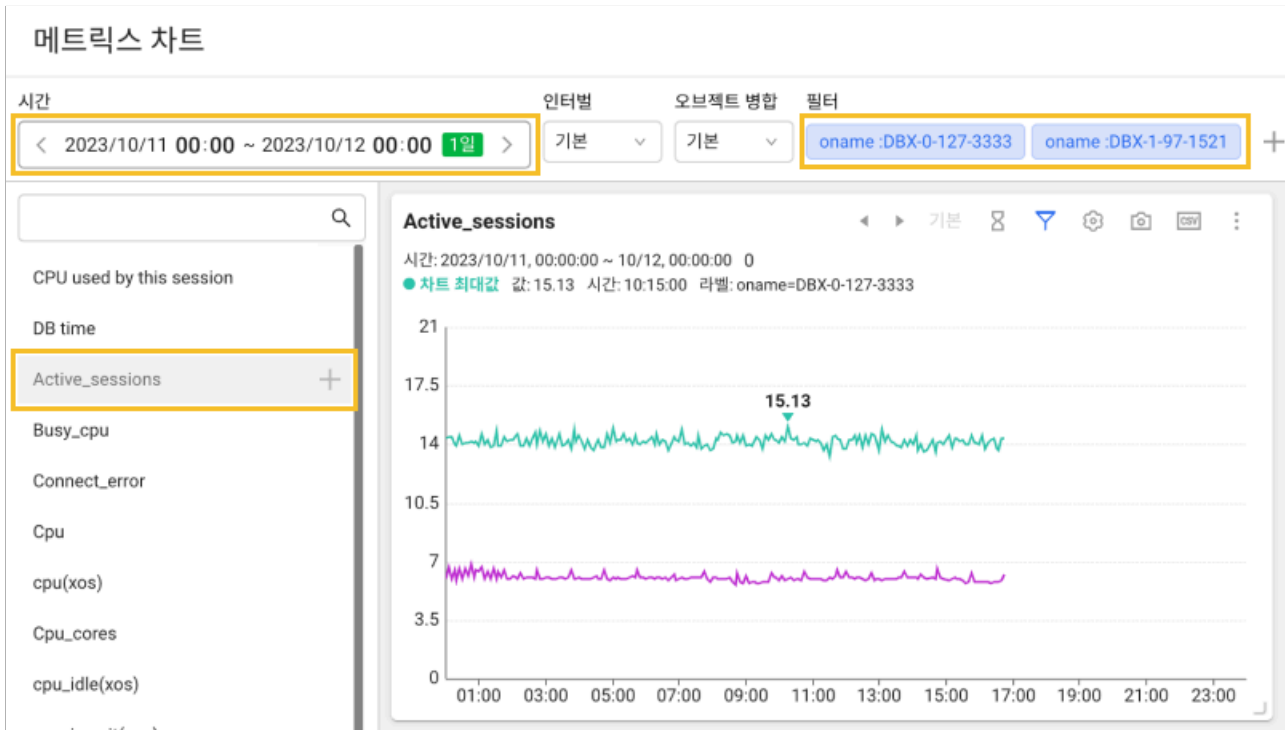 메트릭스 차트
시간
인터벌
오브젝트 병합
필터
2023/10/11 00:00 ~ 2023/10/12 00:00 1일
기본
기본
oname :DBX-0-127-3333
oname :DBX-1-97-1521
CPU used by this session
DB time
Active_sessions
Busy_cpu
Connect_error
Cpu
cpu(xos)
Cpu_cores
cpu_idle(xos)
Active_sessions
기본
CSV
시간: 2023/10/11, 00:00:00 ~ 10/12, 00:00:00 0
차트 최대값 값: 15.13 시간: 10:15:00 라벨: oname=DBX-0-127-3333
21
17.5
15.13
14
10.5
7
3.5
0
01:00 03:00 05:00 07:00 09:00 11:00 13:00 15:00 17:00 19:00 21:00 23:00